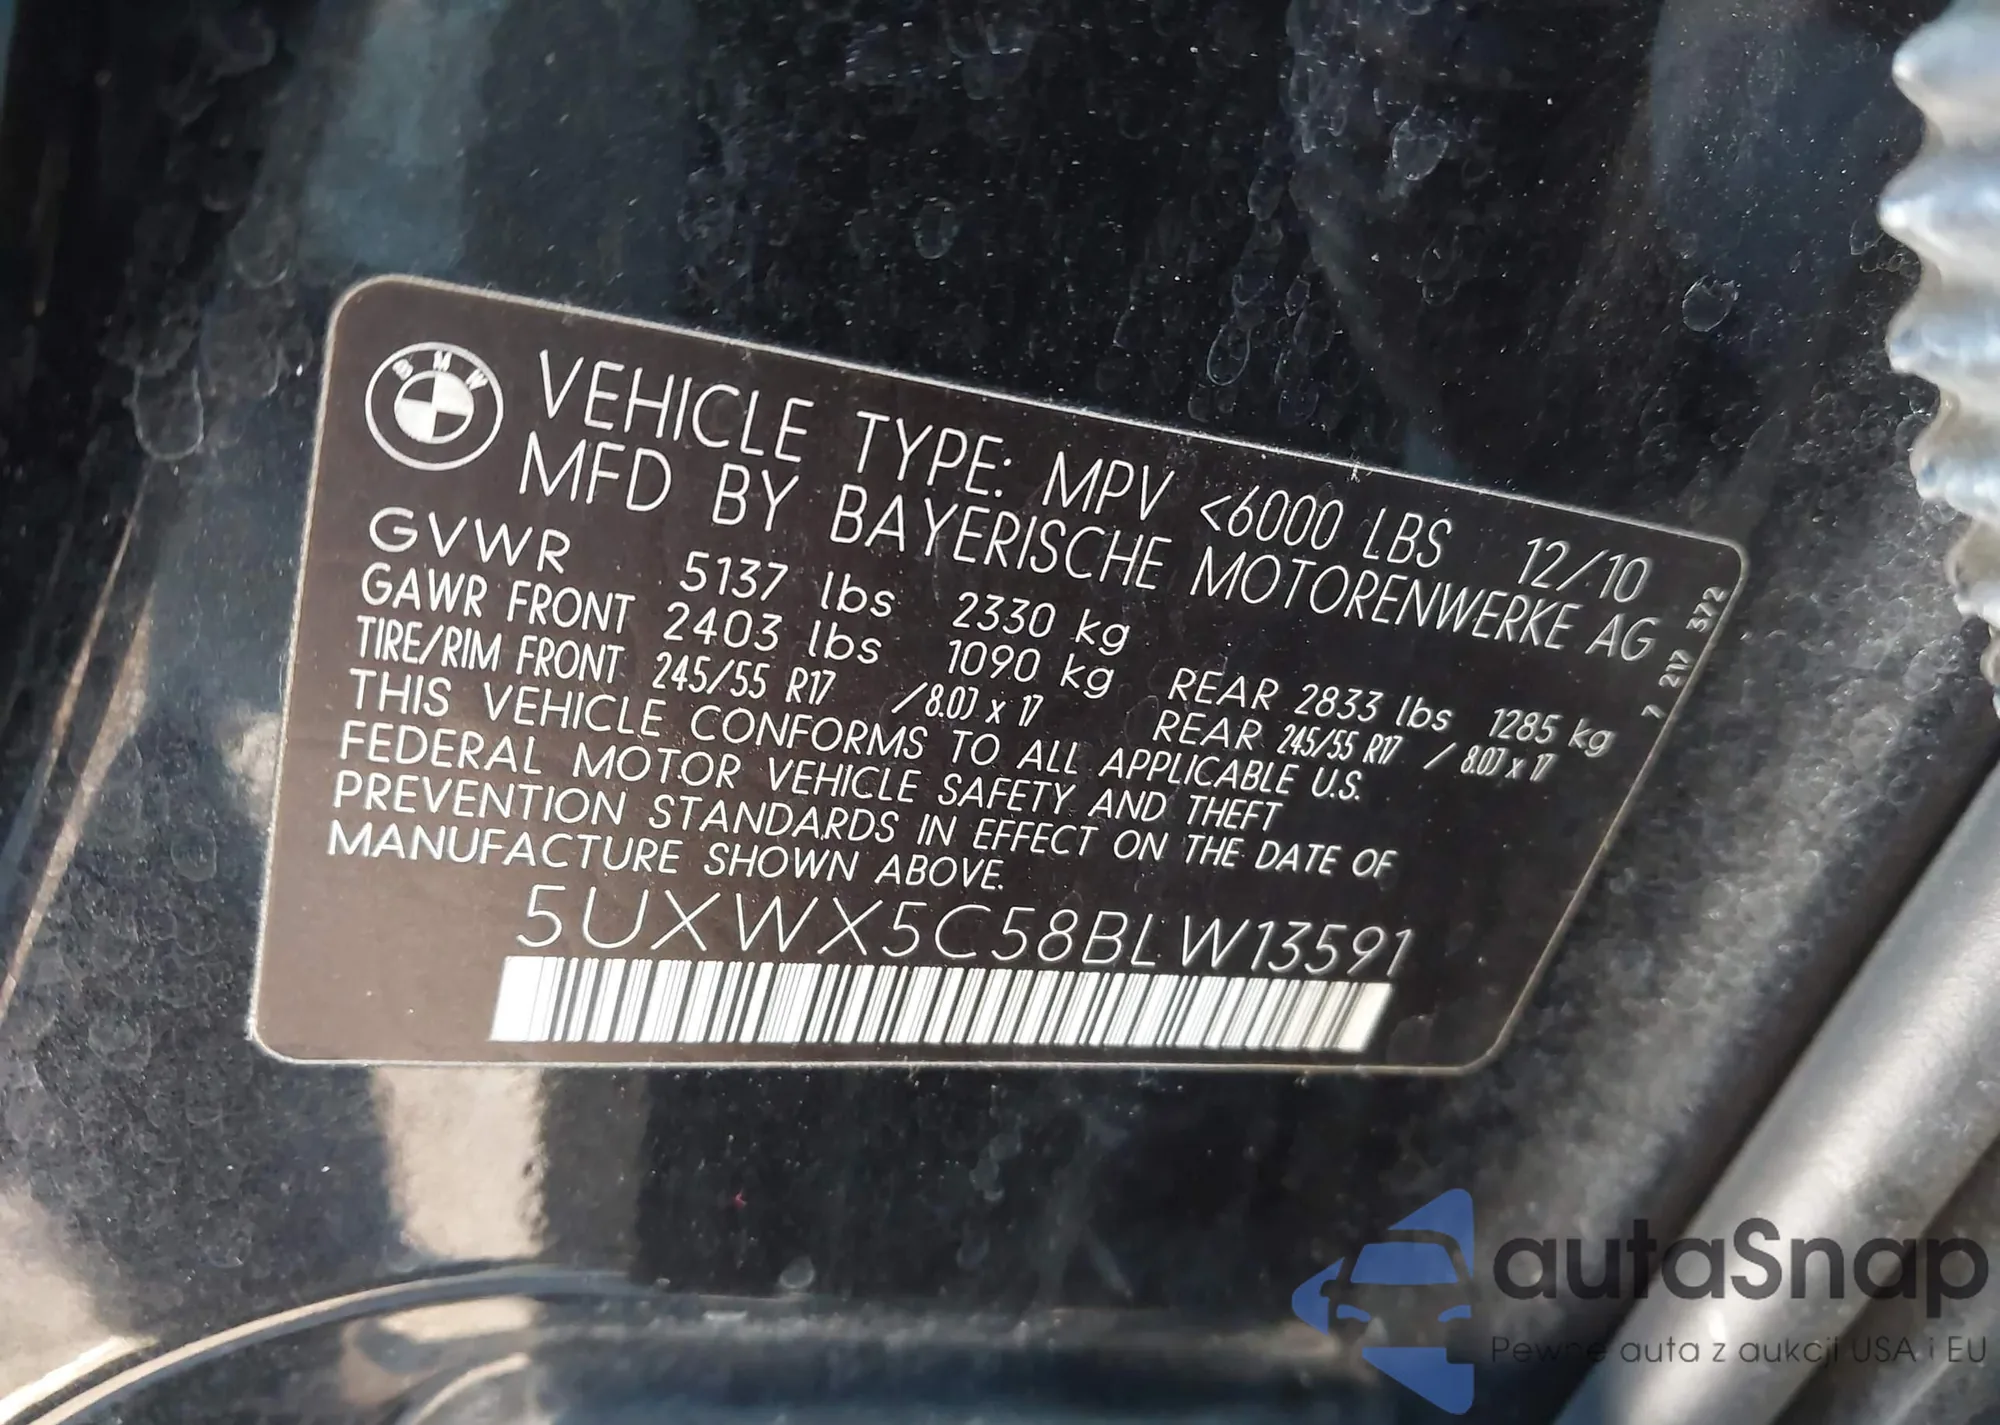 BMW
VEHICLE TYPE: MPV <6000 LBS 12/10
MFD BY BAYERISCHE MOTORENWERKE AG
GVWR 5137 lbs 2330 kg
GAWR FRONT 2403 lbs 1090 kg REAR 2833 lbs 1285 kg
TIRE/RIM FRONT 245/55 R17 /8.0J x 17 REAR 245/55 R17 / 8.0J x 17
THIS VEHICLE CONFORMS TO ALL APPLICABLE U.S.
FEDERAL MOTOR VEHICLE SAFETY AND THEFT
PREVENTION STANDARDS IN EFFECT ON THE DATE OF
MANUFACTURE SHOWN ABOVE.
5UXWX5C58BLW13591
7 217 372
autaSnap
Pewne auta z aukcji USA i EU